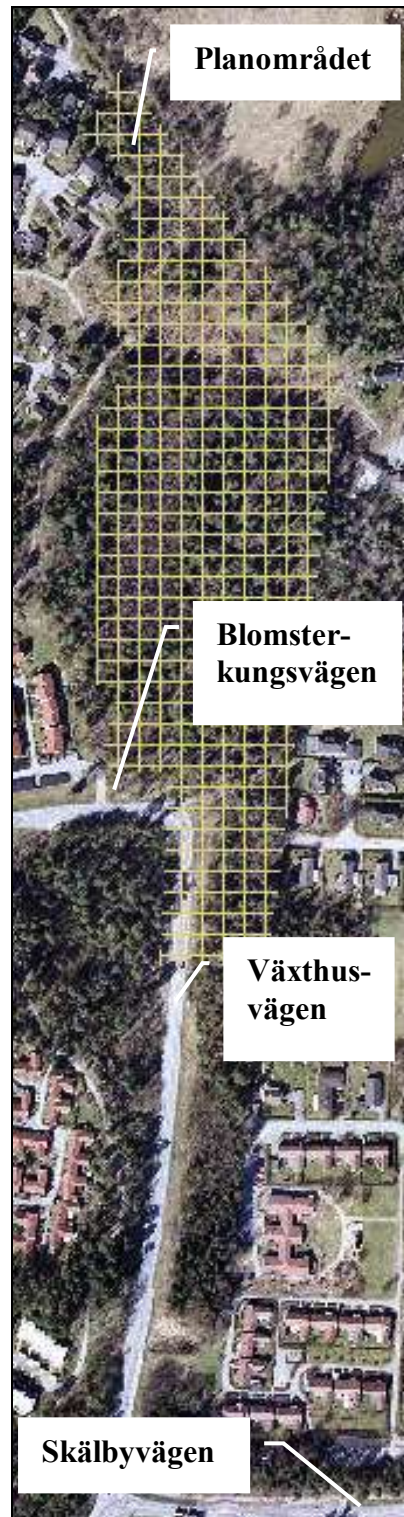 Planområdet
Blomster-
kungsvägen
Växthus-
vägen
Skälbyvägen